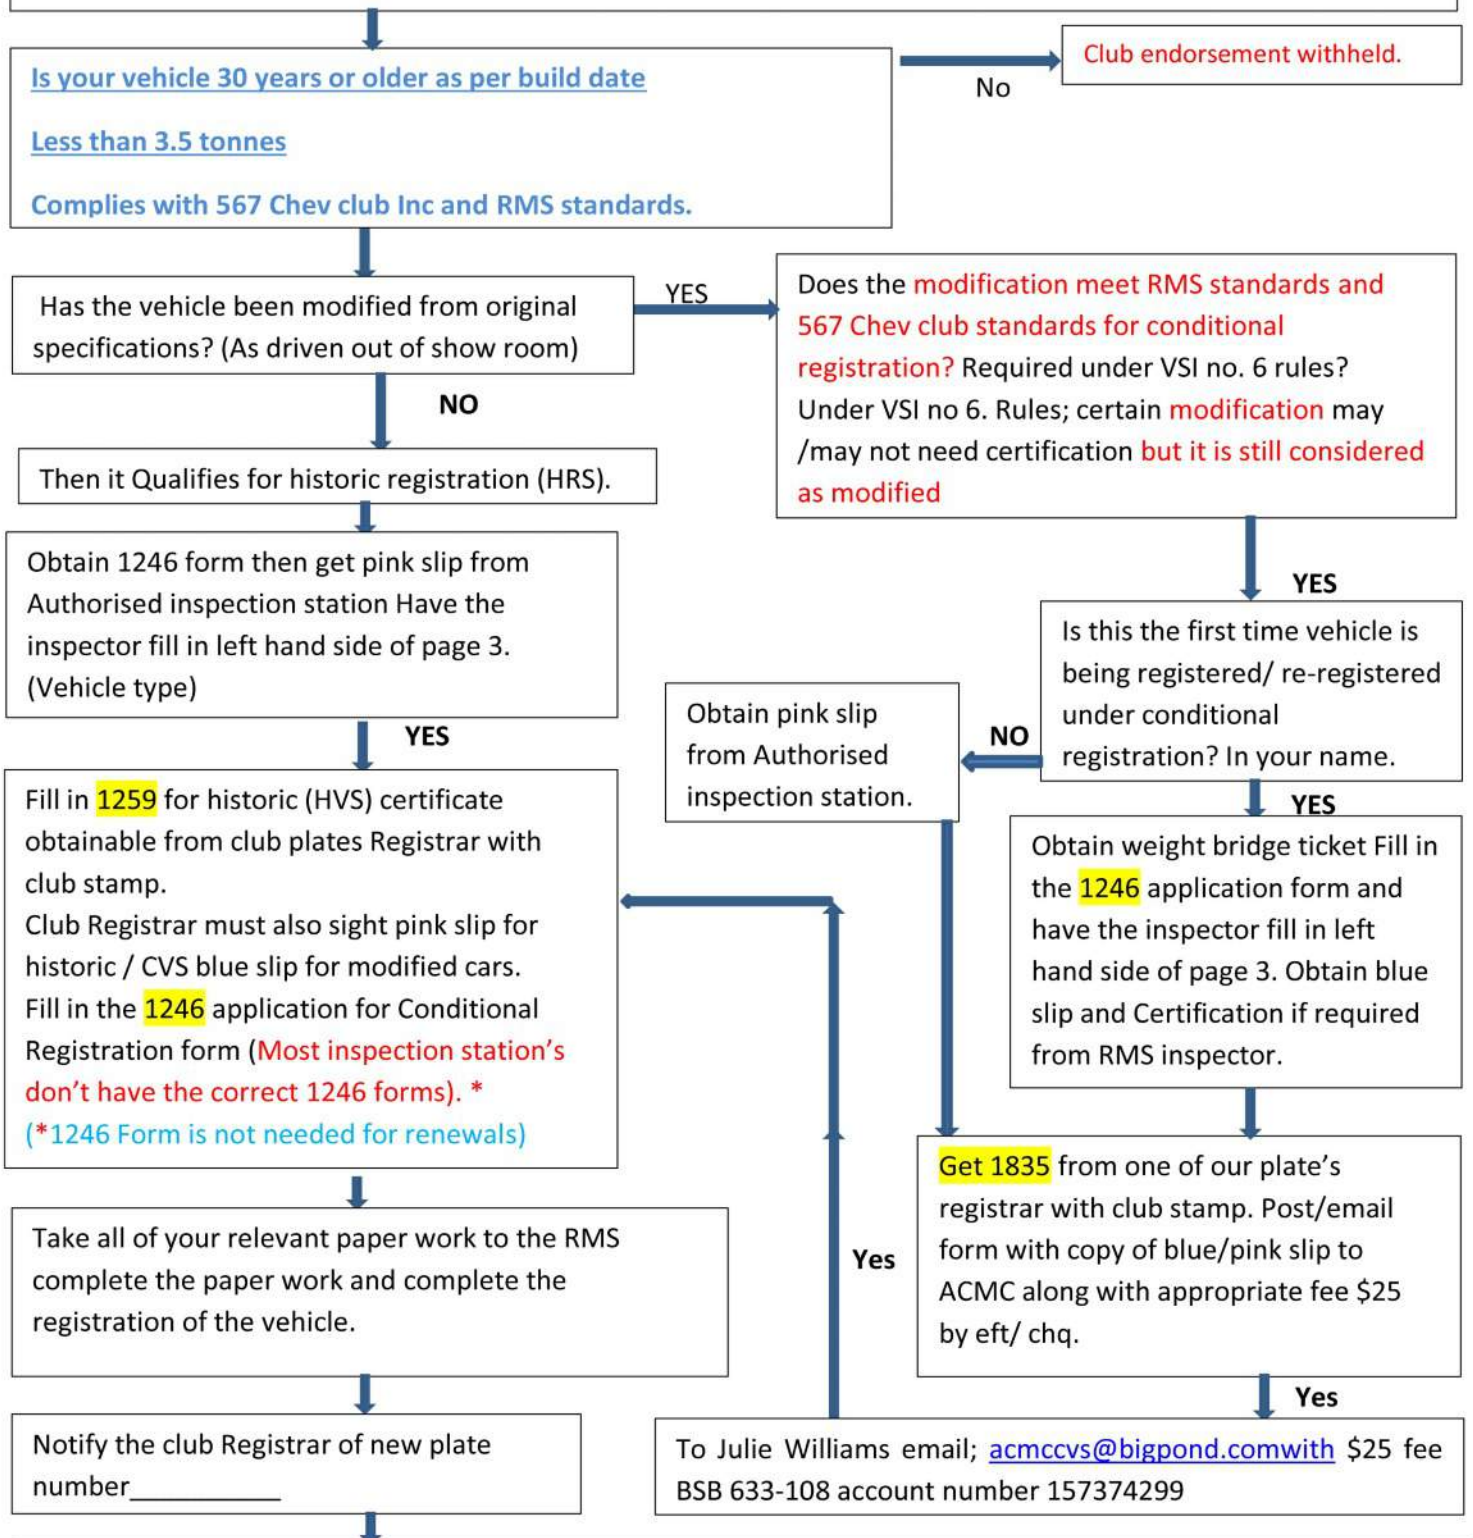 Is your vehicle 30 years or older as per build date
Less than 3.5 tonnes
Complies with 567 Chev club Inc and RMS standards.
No
Club endorsement withheld.
Has the vehicle been modified from original
specifications? (As driven out of show room)
YES
Does the modification meet RMS standards and
567 Chev club standards for conditional
registration? Required under VSI no. 6 rules?
Under VSI no 6. Rules; certain modification may
/may not need certification but it is still considered
as modified
NO
Then it Qualifies for historic registration (HRS).
Obtain 1246 form then get pink slip from
Authorised inspection station Have the
inspector fill in left hand side of page 3.
(Vehicle type)
YES
Is this the first time vehicle is
being registered/ re-registered
under conditional
registration? In your name.
NO
Obtain pink slip
from Authorised
inspection station.
YES
Obtain weight bridge ticket Fill in
the 1246 application form and
have the inspector fill in left
hand side of page 3. Obtain blue
slip and Certification if required
from RMS inspector.
YES
Fill in 1259 for historic (HVS) certificate
obtainable from club plates Registrar with
club stamp.
Club Registrar must also sight pink slip for
historic / CVS blue slip for modified cars.
Fill in the 1246 application for Conditional
Registration form (Most inspection station's
don't have the correct 1246 forms). *
(*1246 Form is not needed for renewals)
Get 1835 from one of our plate's
registrar with club stamp. Post/email
form with copy of blue/pink slip to
ACMC along with appropriate fee $25
by eft/ chq.
Yes
Take all of your relevant paper work to the RMS
complete the paper work and complete the
registration of the vehicle.
Yes
To Julie Williams email; acmccvs@bigpond.comwith $25 fee
BSB 633-108 account number 157374299
Notify the club Registrar of new plate
number___________